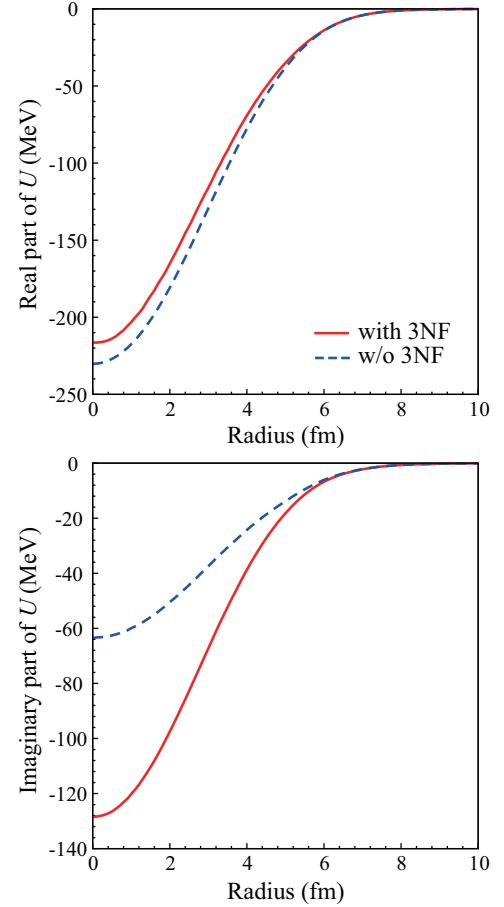 0
-50
-100
-150
-200
-250
Real part of U (MeV)
with 3NF
w/o 3NF
0 2 4 6 8 10
Radius (fm)
0
-20
-40
-60
-80
-100
-120
-140
Imaginary part of U (MeV)
0 2 4 6 8 10
Radius (fm)